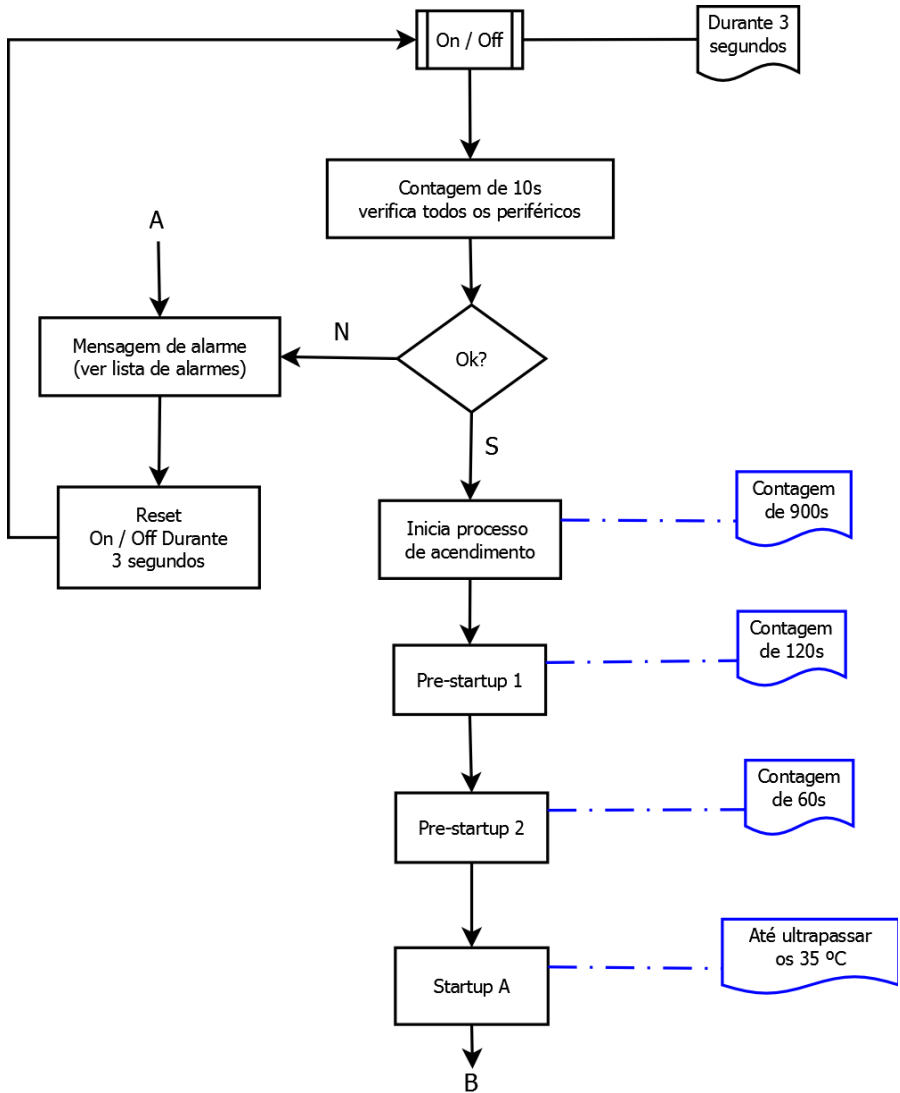 On / Off
Durante 3
segundos
Contagem de 10s
verifica todos os periféricos
A
Mensagem de alarme
(ver lista de alarmes)
N
Ok?
S
Reset
On / Off Durante
3 segundos
Inicia processo
de acendimento
Contagem
de 900s
Pre-startup 1
Contagem
de 120s
Pre-startup 2
Contagem
de 60s
Startup A
Até ultrapassar
os 35 ºC
B